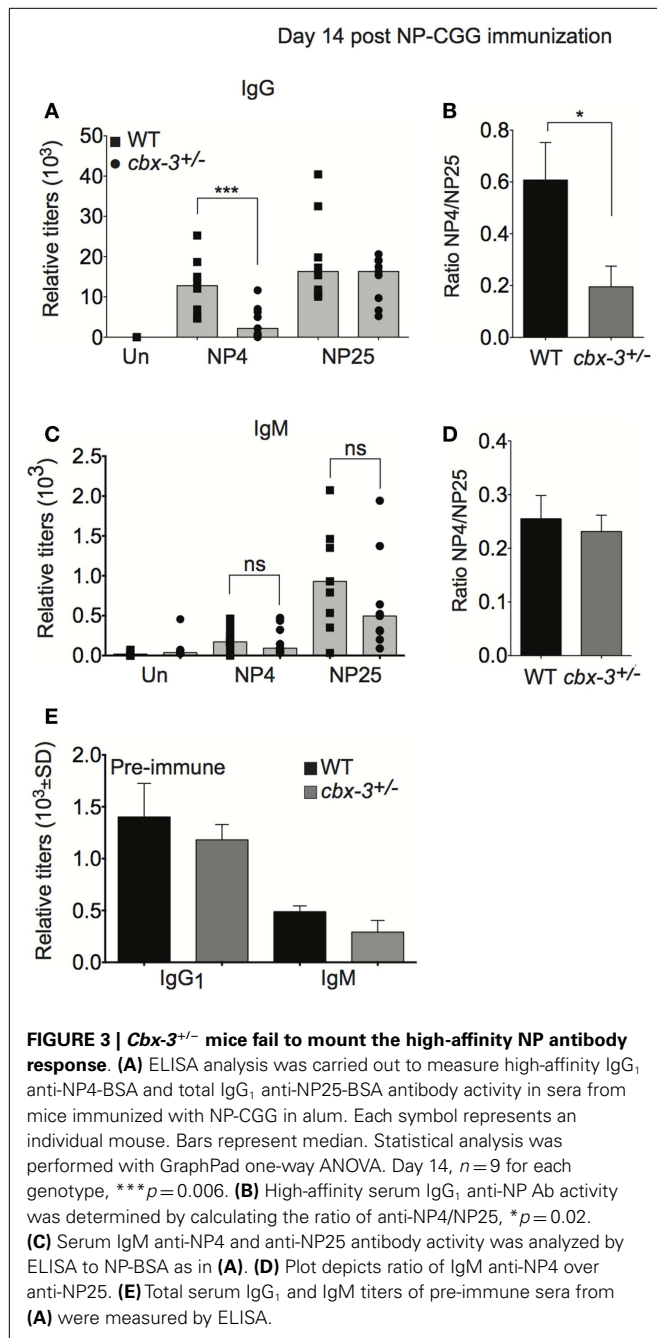 Day 14 post NP-CGG immunization
IgG
A
WT
cbx-3+/-
***
Relative titers (10³)
50
40
30
20
10
0
Un NP4 NP25
B
*
Ratio NP4/NP25
0.8
0.6
0.4
0.2
0.0
WT cbx-3+/-
C
IgM
ns
ns
Relative titers (10³)
2.5
2.0
1.5
1.0
0.5
0.0
Un NP4 NP25
D
Ratio NP4/NP25
0.4
0.3
0.2
0.1
0.0
WT cbx-3+/-
E
Pre-immune
WT
cbx-3+/-
Relative titers (10³±SD)
2.0
1.5
1.0
0.5
0.0
IgG1 IgM
FIGURE 3 | Cbx-3+/− mice fail to mount the high-affinity NP antibody
response. (A) ELISA analysis was carried out to measure high-affinity IgG1
anti-NP4-BSA and total IgG1 anti-NP25-BSA antibody activity in sera from
mice immunized with NP-CGG in alum. Each symbol represents an
individual mouse. Bars represent median. Statistical analysis was
performed with GraphPad one-way ANOVA. Day 14, n = 9 for each
genotype, ***p = 0.006. (B) High-affinity serum IgG1 anti-NP Ab activity
was determined by calculating the ratio of anti-NP4/NP25, *p = 0.02.
(C) Serum IgM anti-NP4 and anti-NP25 antibody activity was analyzed by
ELISA to NP-BSA as in (A). (D) Plot depicts ratio of IgM anti-NP4 over
anti-NP25. (E) Total serum IgG1 and IgM titers of pre-immune sera from
(A) were measured by ELISA.